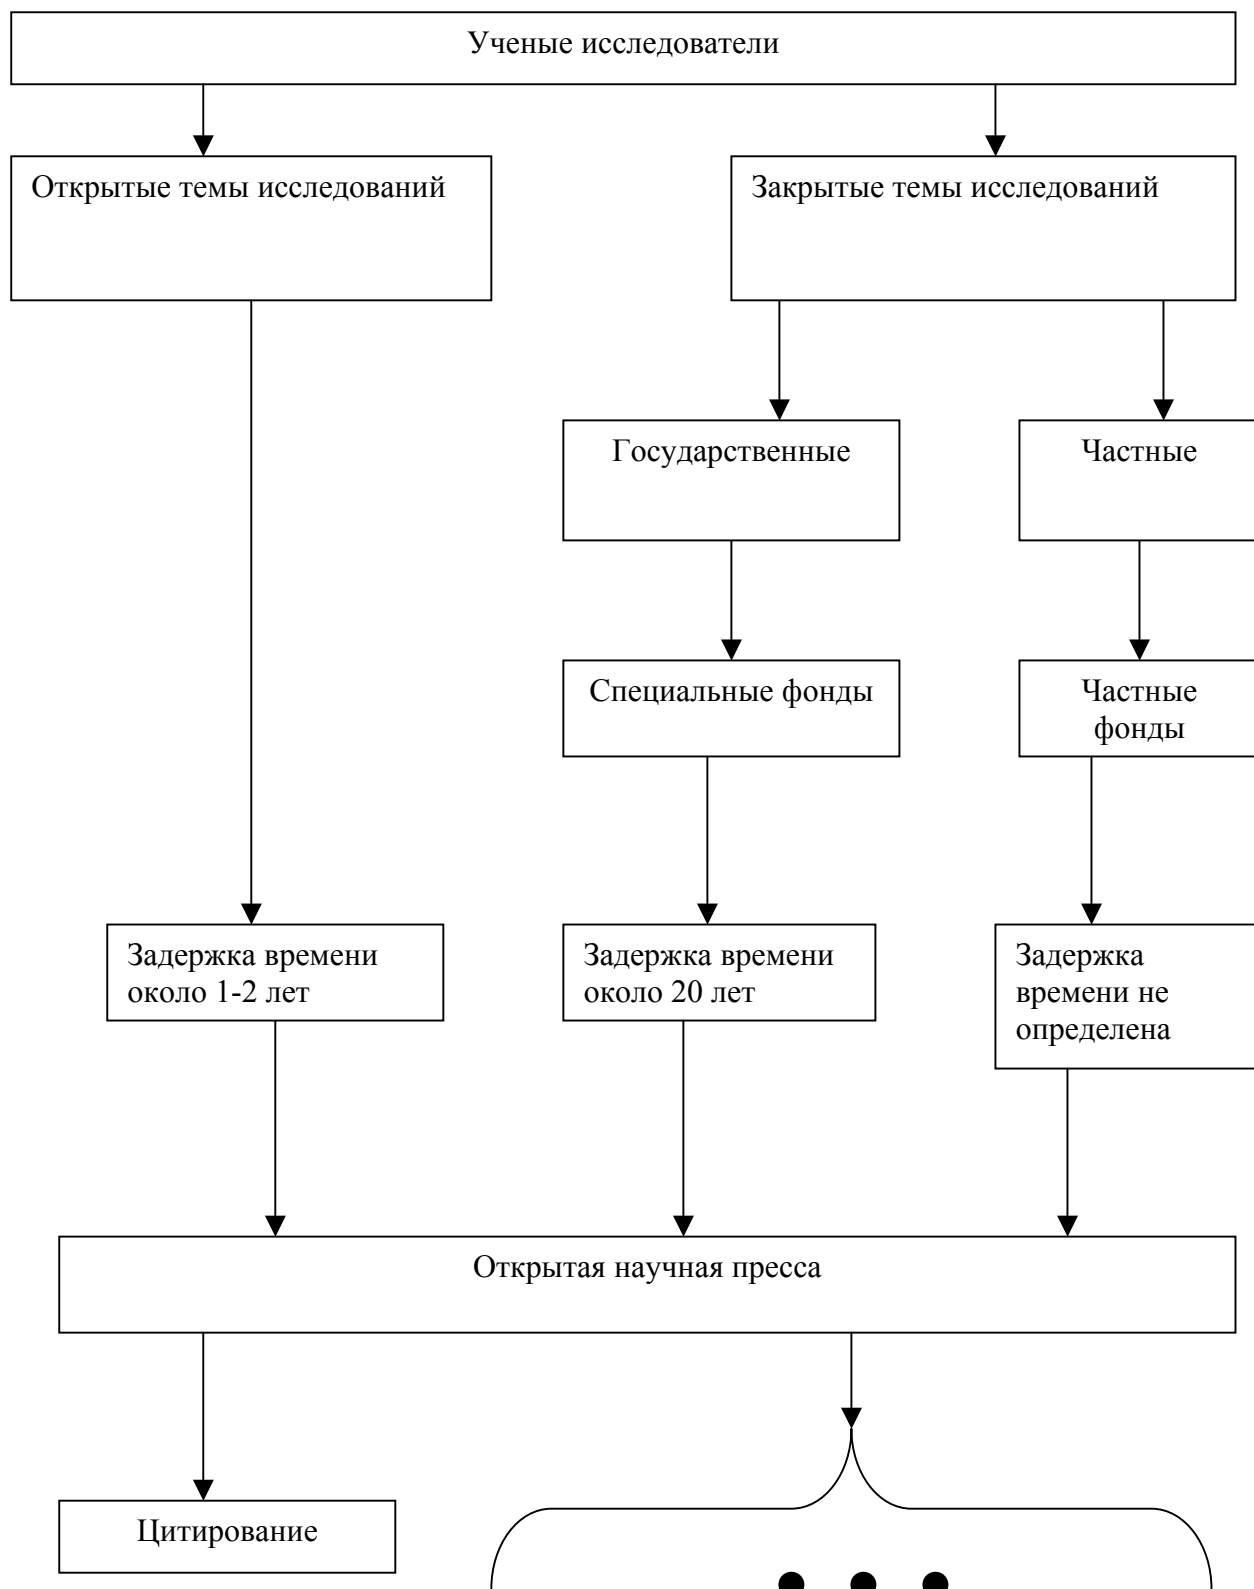 Ученые исследователи
Открытые темы исследований
Закрытые темы исследований
Государственные
Частные
Специальные фонды
Частные
фонды
Задержка времени
около 1-2 лет
Задержка времени
около 20 лет
Задержка
времени не
определена
Открытая научная пресса
Цитирование